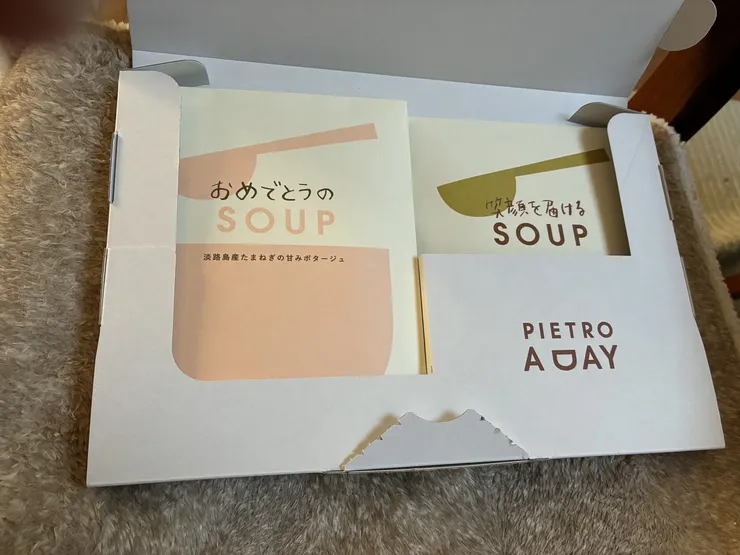 おめでとうの
SOUP
淡路島産たまねぎの甘みポタージュ
笑顔を届ける
SOUP
PIETRO
A DAY